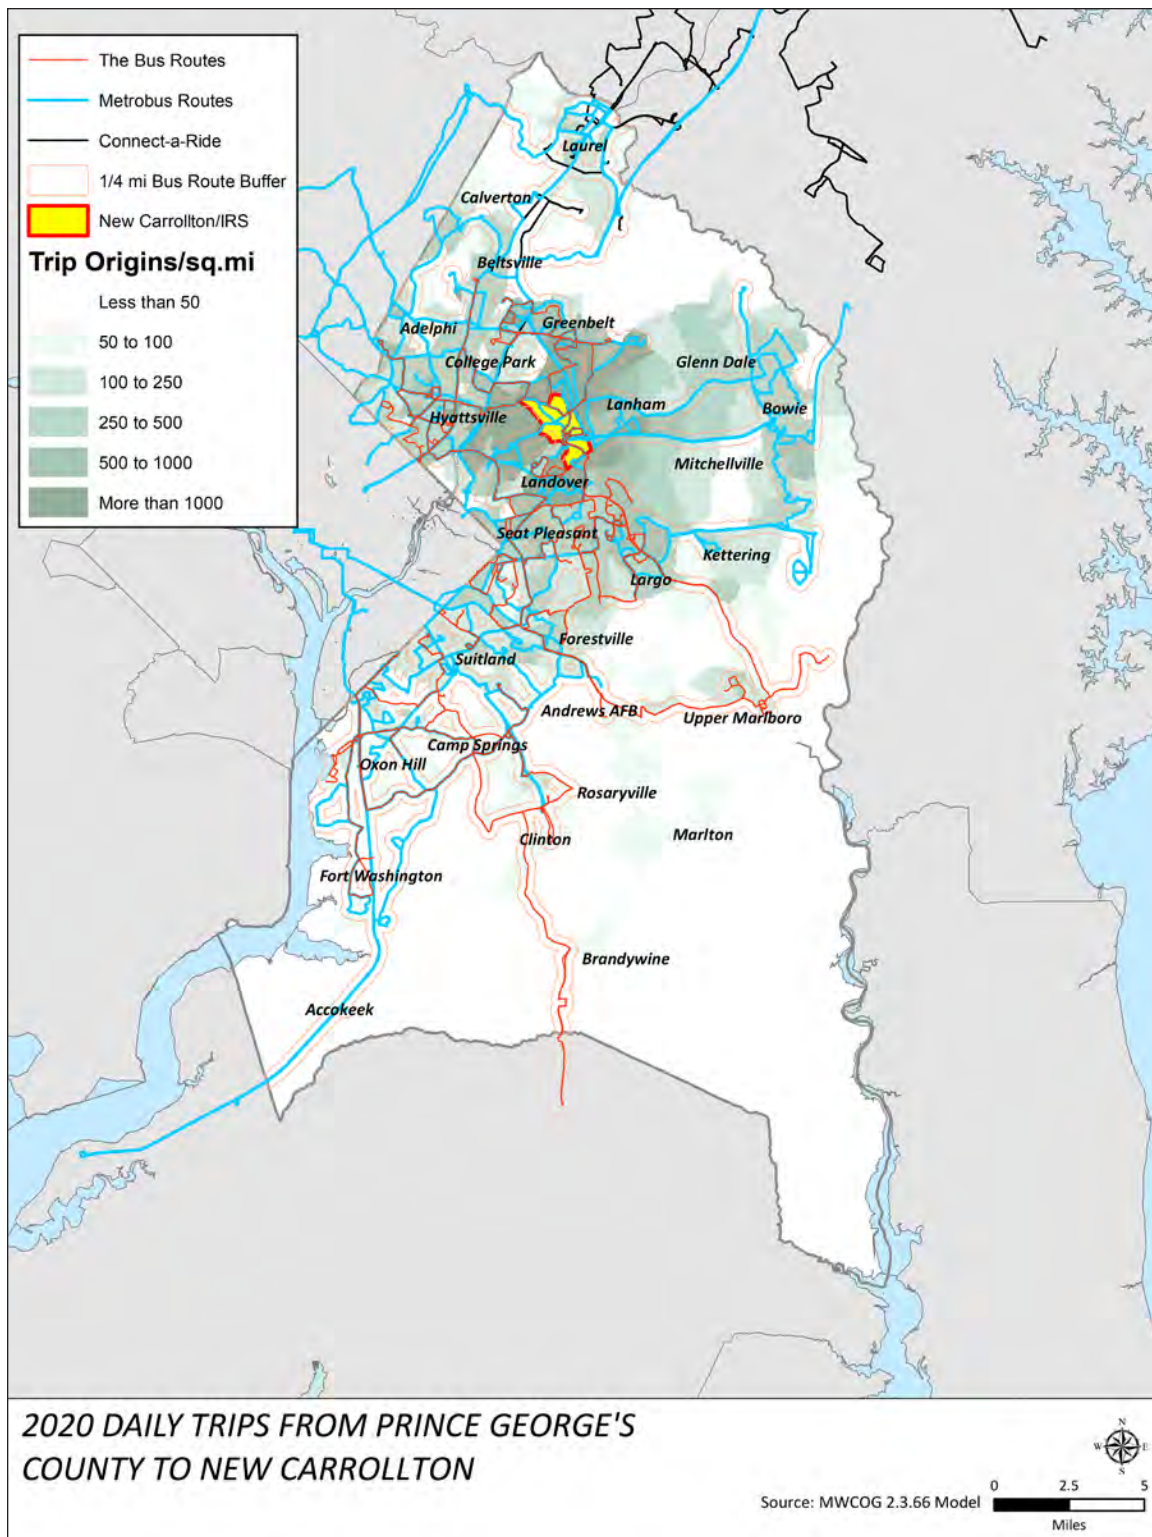 The Bus Routes
Metrobus Routes
Connect-a-Ride
1/4 mi Bus Route Buffer
New Carrollton/IRS
Trip Origins/sq.mi
Less than 50
50 to 100
100 to 250
250 to 500
500 to 1000
More than 1000
Laurel
Calverton
Beltsville
Adelphi
Greenbelt
College Park
Glenn Dale
Hyattsville
Lanham
Bowie
Mitchellville
Landover
Seat Pleasant
Kettering
Largo
Forestville
Suitland
Andrews AFB
Upper Marlboro
Camp Springs
Oxon Hill
Rosaryville
Clinton
Marlton
Fort Washington
Brandywine
Accokeek
2020 DAILY TRIPS FROM PRINCE GEORGE'S
COUNTY TO NEW CARROLLTON
N
W E
S
Source: MWCOG 2.3.66 Model
0 2.5 5
Miles